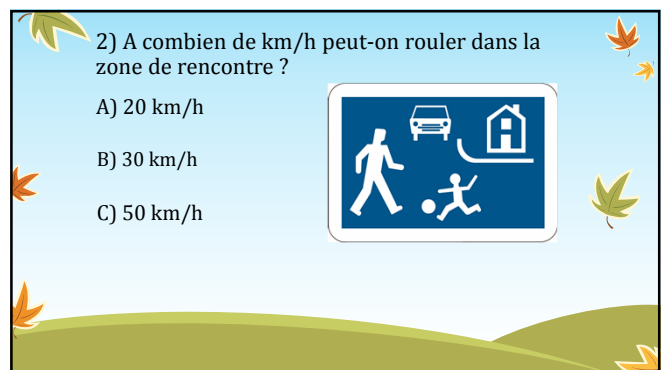 2) A combien de km/h peut-on rouler dans la
zone de rencontre ?
A) 20 km/h
B) 30 km/h
C) 50 km/h